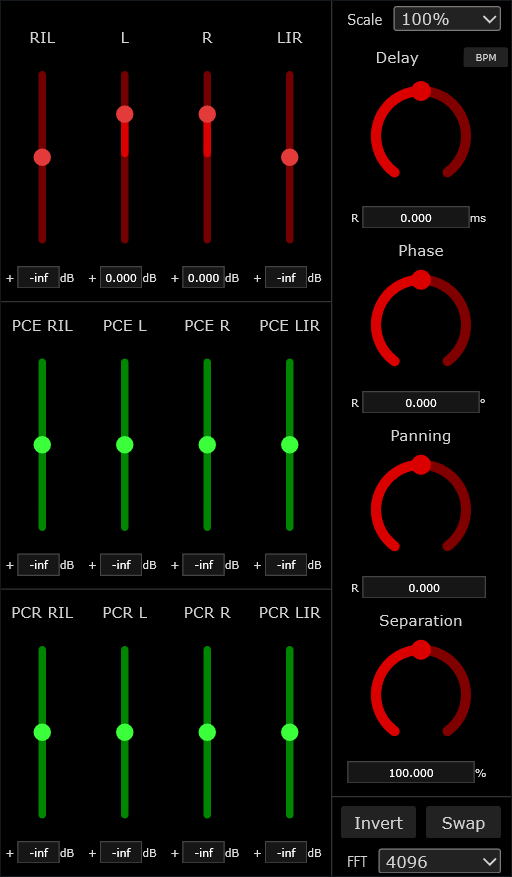 RIL L R LIR
+ -inf dB + 0.000 dB + 0.000 dB + -inf dB
PCE RIL PCE L PCE R PCE LIR
+ -inf dB + -inf dB + -inf dB + -inf dB
PCR RIL PCR L PCR R PCR LIR
+ -inf dB + -inf dB + -inf dB + -inf dB
Scale 100%
Delay BPM
R 0.000 ms
Phase
R 0.000 °
Panning
R 0.000
Separation
100.000 %
Invert Swap
FFT 4096